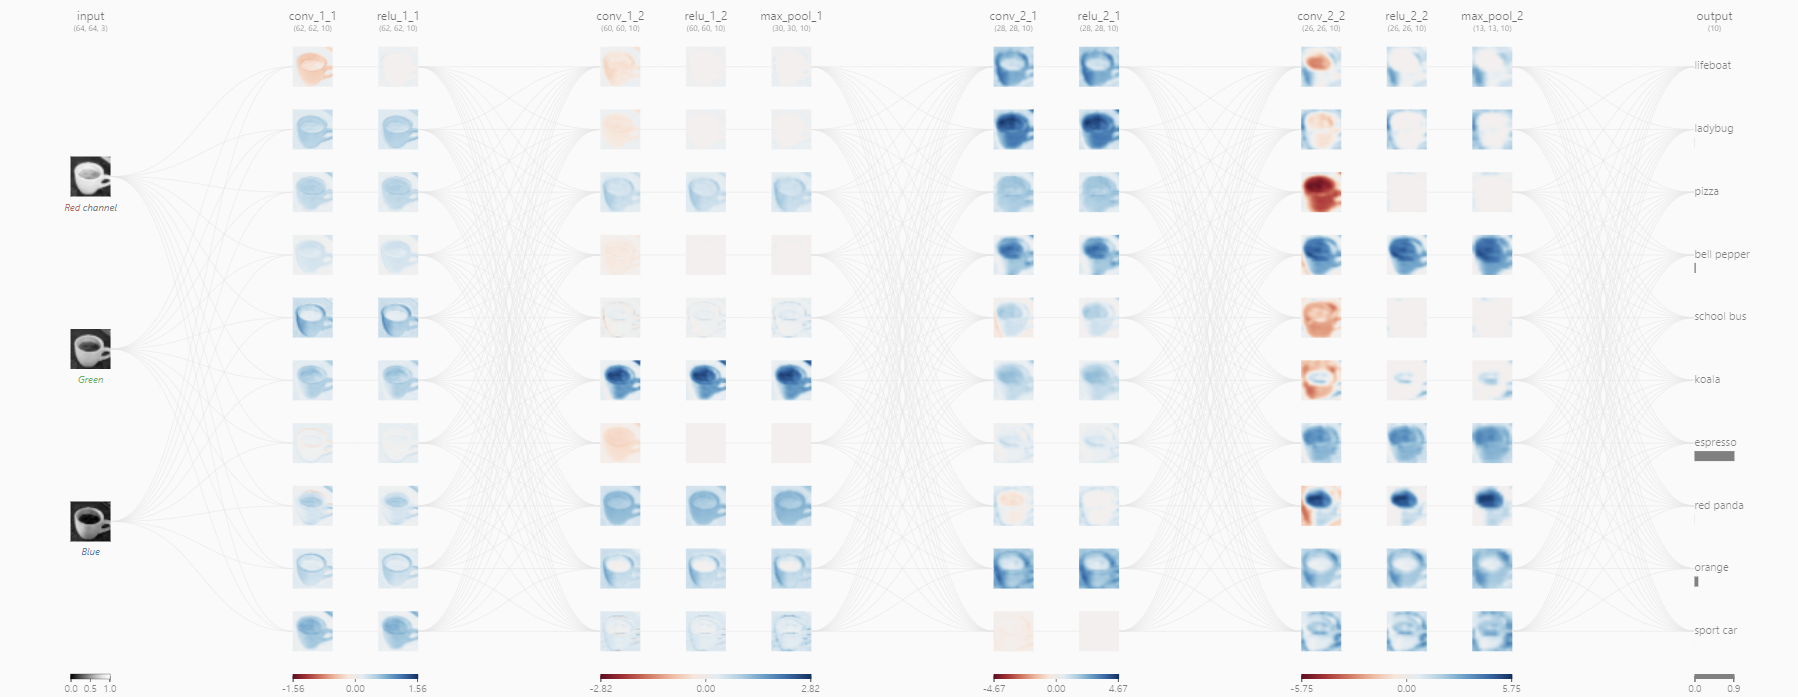 input conv_1_1 relu_1_1 conv_1_2 relu_1_2 max_pool_1 conv_2_1 relu_2_1 conv_2_2 relu_2_2 max_pool_2 output
(64, 64, 3) (62, 62, 10) (62, 62, 10) (60, 60, 10) (60, 60, 10) (30, 30, 10) (28, 28, 10) (28, 28, 10) (26, 26, 10) (26, 26, 10) (13, 13, 10) (10)
lifeboat
ladybug
pizza
Red channel
bell pepper
school bus
Green
koala
espresso
red panda
Blue
orange
sport car
0.0 0.5 1.0 -1.56 0.00 1.56 -2.82 0.00 2.82 -4.67 0.00 4.67 -5.75 0.00 5.75 0.0 0.9